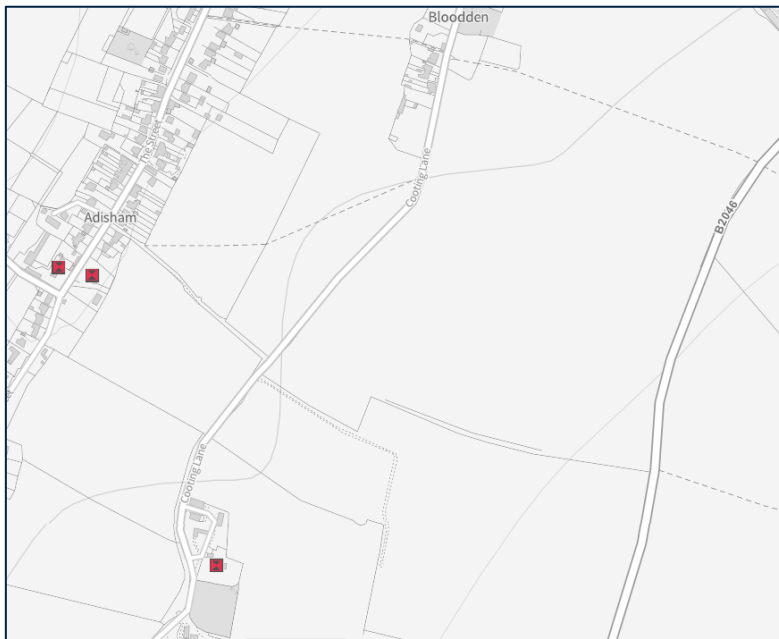 Bloodden
The Street
Cooting Lane
Adisham
B2046
Cooting Lane